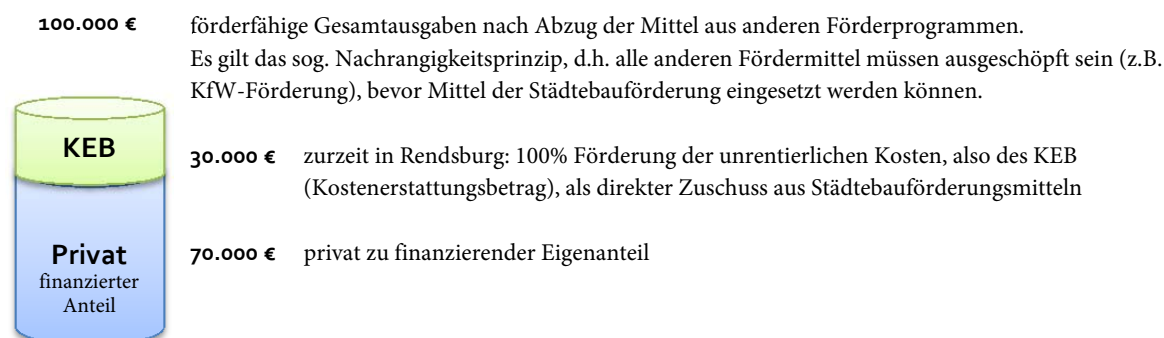 100.000 € förderfähige Gesamtausgaben nach Abzug der Mittel aus anderen Förderprogrammen.
Es gilt das sog. Nachrangigkeitsprinzip, d.h. alle anderen Fördermittel müssen ausgeschöpft sein (z.B.
KfW-Förderung), bevor Mittel der Städtebauförderung eingesetzt werden können.
KEB
30.000 € zurzeit in Rendsburg: 100% Förderung der unrentierlichen Kosten, also des KEB
(Kostenerstattungsbetrag), als direkter Zuschuss aus Städtebauförderungsmitteln
Privat
finanzierter
Anteil
70.000 € privat zu finanzierender Eigenanteil